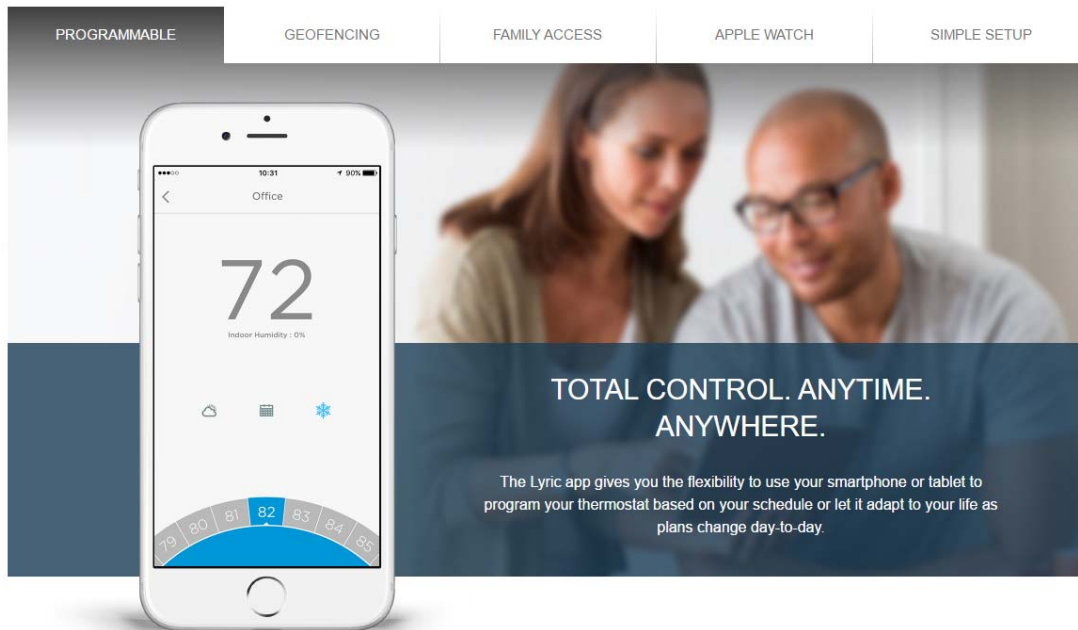 PROGRAMMABLE
GEOFENCING
FAMILY ACCESS
APPLE WATCH
SIMPLE SETUP
10:31
90%
Office
72
Indoor Humidity : 0%
79 80 81 82 83 84 85
TOTAL CONTROL. ANYTIME.
ANYWHERE.
The Lyric app gives you the flexibility to use your smartphone or tablet to
program your thermostat based on your schedule or let it adapt to your life as
plans change day-to-day.